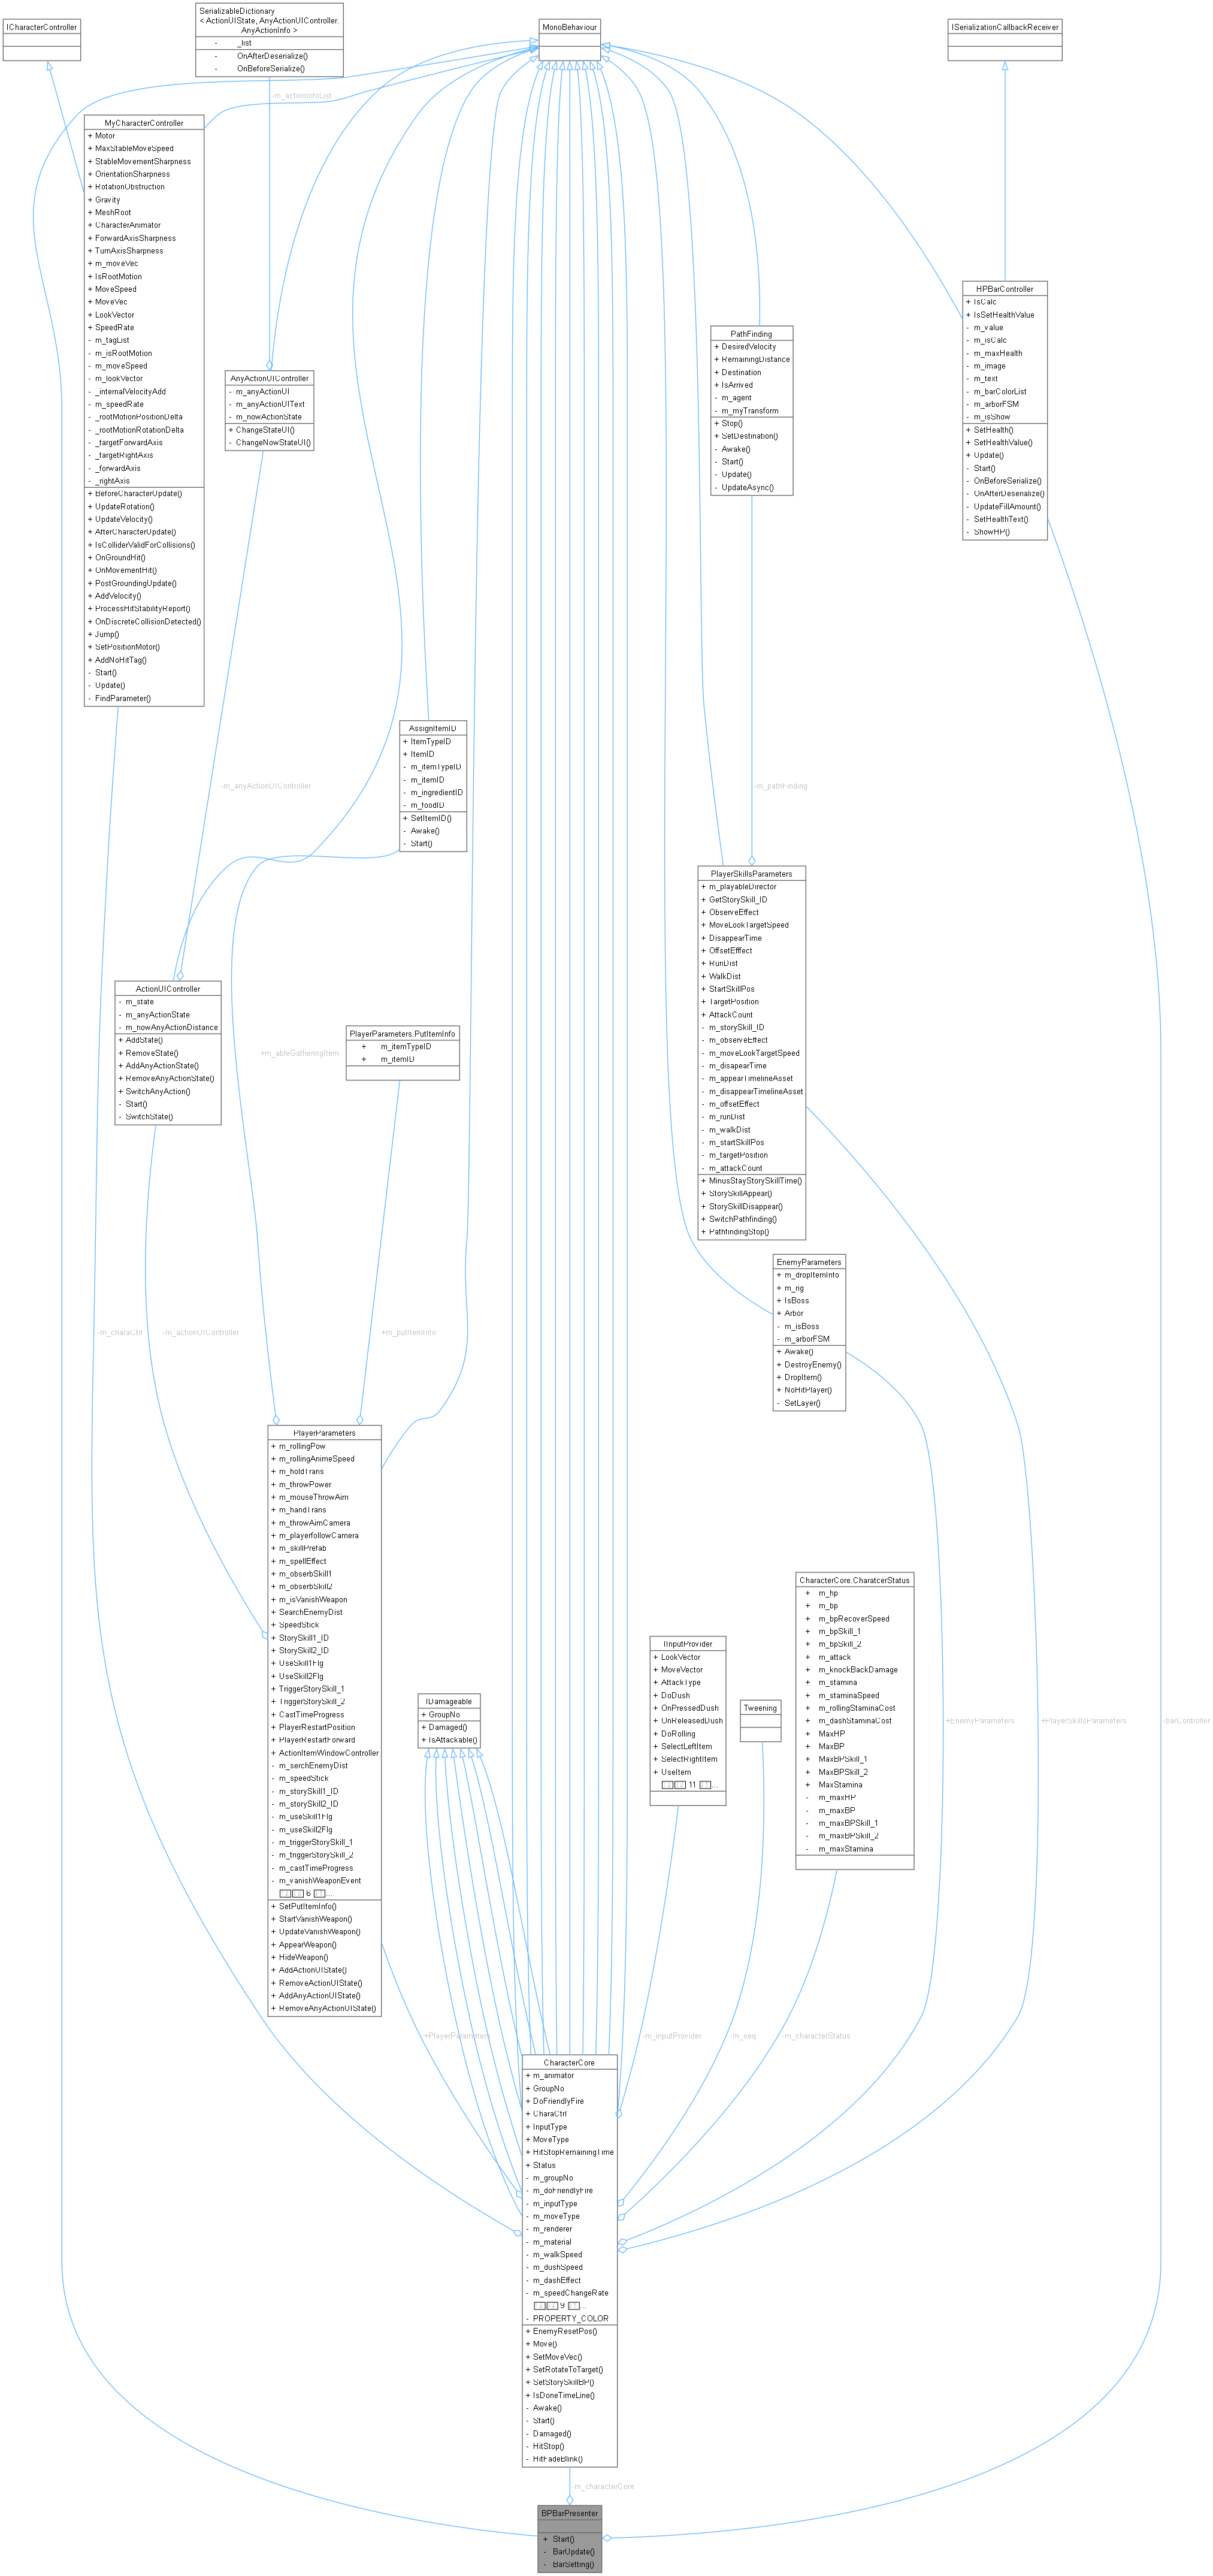 ICharacterController
SerializableDictionary
< ActionUIState, AnyActionUIController.
AnyActionInfo >
- _list
- OnAfterDeserialize()
- OnBeforeSerialize()
MonoBehaviour
ISerializationCallbackReceiver
-m_actionInfoList
MyCharacterController
+ Motor
+ MaxStableMoveSpeed
+ StableMovementSharpness
+ OrientationSharpness
+ RotationObstruction
+ Gravity
+ MeshRoot
+ CharacterAnimator
+ ForwardAxisSharpness
+ TurnAxisSharpness
+ m_moveVec
+ IsRootMotion
+ MoveSpeed
+ MoveVec
+ LookVector
+ SpeedRate
- m_tagList
- m_isRootMotion
- m_moveSpeed
- m_lookVector
- _internalVelocityAdd
- m_speedRate
- _rootMotionPositionDelta
- _rootMotionRotationDelta
- _targetForwardAxis
- _targetRightAxis
- _forwardAxis
- _rightAxis
+ BeforeCharacterUpdate()
+ UpdateRotation()
+ UpdateVelocity()
+ AfterCharacterUpdate()
+ IsColliderValidForCollisions()
+ OnGroundHit()
+ OnMovementHit()
+ PostGroundingUpdate()
+ AddVelocity()
+ ProcessHitStabilityReport()
+ OnDiscreteCollisionDetected()
+ Jump()
+ SetPositionMotor()
+ AddNoHitTag()
- Start()
- Update()
- FindParameter()
HPBarController
+ IsCalc
+ IsSetHealthValue
- m_value
- m_isCalc
- m_maxHealth
- m_image
- m_text
- m_barColorList
- m_arborFSM
- m_isShow
+ SetHealth()
+ SetHealthValue()
+ Update()
- Start()
- OnBeforeSerialize()
- OnAfterDeserialize()
- UpdateFillAmount()
- SetHealthText()
- ShowHP()
PathFinding
+ DesiredVelocity
+ RemainingDistance
+ Destination
+ IsArrived
- m_agent
- m_myTransform
+ Stop()
+ SetDestination()
- Awake()
- Start()
- Update()
- UpdateAsync()
AnyActionUIController
- m_anyActionUI
- m_anyActionUIText
- m_nowActionState
+ ChangeStateUI()
- ChangeNowStateUI()
AssignItemID
+ ItemTypeID
+ ItemID
- m_itemTypeID
- m_itemID
- m_ingredientID
- m_foodID
+ SetItemID()
- Awake()
- Start()
-m_anyActionUIController
-m_pathFinding
PlayerSkillsParameters
+ m_playableDirector
+ GetStorySkill_ID
+ ObserveEffect
+ MoveLookTargetSpeed
+ DisappearTime
+ OffsetEfffect
+ RunDist
+ WalkDist
+ StartSkillPos
+ TargetPosition
+ AttackCount
- m_storySkill_ID
- m_observeEffect
- m_moveLookTargetSpeed
- m_disapearTime
- m_appearTimelineAsset
- m_disappearTimelineAsset
- m_offsetEffect
- m_runDist
- m_walkDist
- m_startSkillPos
- m_targetPosition
- m_attackCount
+ MinusStayStorySkillTime()
+ StorySkillAppear()
+ StorySkillDisappear()
+ SwitchPathfinding()
+ PathfindingStop()
ActionUIController
- m_state
- m_anyActionState
- m_nowAnyActionDistance
+ AddState()
+ RemoveState()
+ AddAnyActionState()
+ RemoveAnyActionState()
+ SwitchAnyAction()
- Start()
- SwitchState()
+m_ableGatheringItem
PlayerParameters.PutItemInfo
+ m_itemTypeID
+ m_itemID
EnemyParameters
+ m_dropItemInfo
+ m_rig
+ IsBoss
+ Arbor
- m_isBoss
- m_arborFSM
+ Awake()
+ DestroyEnemy()
+ DropItem()
+ NoHitPlayer()
- SetLayer()
-m_charaCtrl
-m_actionUIController
+m_putItemInfo
PlayerParameters
+ m_rollingPow
+ m_rollingAnimeSpeed
+ m_holdTrans
+ m_throwPower
+ m_mouseThrowAim
+ m_handTrans
+ m_throwAimCamera
+ m_playerfollowCamera
+ m_skillPrefab
+ m_spellEffect
+ m_obserbSkill1
+ m_obserbSkill2
+ m_isVanishWeapon
+ SearchEnemyDist
+ SpeedStick
+ StorySkill1_ID
+ StorySkill2_ID
+ UseSkill1Flg
+ UseSkill2Flg
+ TriggerStorySkill_1
+ TriggerStorySkill_2
+ CastTimeProgress
+ PlayerRestartPosition
+ PlayerRestartForward
+ ActionItemWindowController
- m_serchEnemyDist
- m_speedStick
- m_storySkill1_ID
- m_storySkill2_ID
- m_useSkill1Flg
- m_useSkill2Flg
- m_triggerStorySkill_1
- m_triggerStorySkill_2
- m_castTimeProgress
- m_vanishWeaponEvent
6 ...
+ SetPutItemInfo()
+ StartVanishWeapon()
+ UpdateVanishWeapon()
+ AppearWeapon()
+ HideWeapon()
+ AddActionUIState()
+ RemoveActionUIState()
+ AddAnyActionUIState()
+ RemoveAnyActionUIState()
CharacterCore.CharatcerStatus
+ m_hp
+ m_bp
+ m_bpRecoverSpeed
+ m_bpSkill_1
+ m_bpSkill_2
+ m_attack
+ m_knockBackDamage
+ m_stamina
+ m_staminaSpeed
+ m_rollingStaminaCost
+ m_dashStaminaCost
+ MaxHP
+ MaxBP
+ MaxBPSkill_1
+ MaxBPSkill_2
+ MaxStamina
- m_maxHP
- m_maxBP
- m_maxBPSkill_1
- m_maxBPSkill_2
- m_maxStamina
IInputProvider
+ LookVector
+ MoveVector
+ AttackType
+ DoDush
+ OnPressedDush
+ OnReleasedDush
+ DoRolling
+ SelectLeftItem
+ SelectRightItem
+ UseItem
11 ...
IDamageable
+ GroupNo
+ Damaged()
+ IsAttackable()
Tweening
+EnemyParameters
+PlayerSkillsParameters
-barController
+PlayerParameters
-m_inputProvider
-m_seq
-m_characterStatus
CharacterCore
+ m_animator
+ GroupNo
+ DoFriendlyFire
+ CharaCtrl
+ InputType
+ MoveType
+ HitStopRemainingTime
+ Status
- m_groupNo
- m_doFriendlyFire
- m_inputType
- m_moveType
- m_renderer
- m_material
- m_walkSpeed
- m_dushSpeed
- m_dashEffect
- m_speedChangeRate
9 ...
- PROPERTY_COLOR
+ EnemyResetPos()
+ Move()
+ SetMoveVec()
+ SetRotateToTarget()
+ SetStorySkillBP()
+ IsDoneTimeLine()
- Awake()
- Start()
- Damaged()
- HitStop()
- HitFadeBlink()
-m_characterCore
BPBarPresenter
+ Start()
- BarUpdate()
- BarSetting()